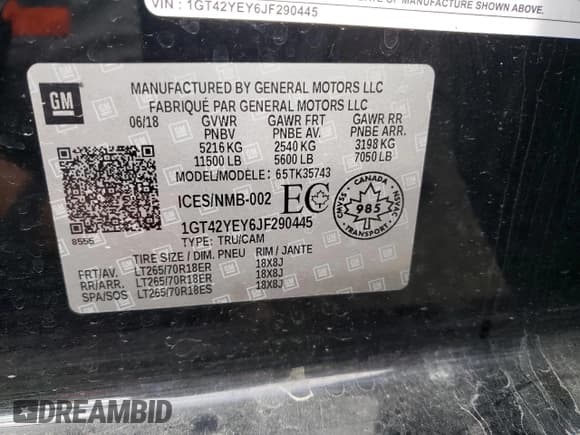 DATE OF MANUFACTURE SHOWN ABOVE.
VIN : 1GT42YEY6JF290445
GM
MANUFACTURED BY GENERAL MOTORS LLC
FABRIQUÉ PAR GENERAL MOTORS LLC
06/18 GVWR GAWR FRT GAWR RR
PNBV PNBE AV. PNBE ARR.
5216 KG 2540 KG 3198 KG
11500 LB 5600 LB 7050 LB
MODEL/MODELE: 65TK35743
ICES/NMB-002 EC
CANADA
CMVSS 985 NSVAC
TRANSPORT
1GT42YEY6JF290445
8555
TYPE: TRU/CAM
TIRE SIZE / DIM. PNEU RIM / JANTE
FRT/AV. LT265/70R18ER 18X8J
RR/ARR. LT265/70R18ER 18X8J
SPA/SOS LT265/70R18ES 18X8J
DREAMBID